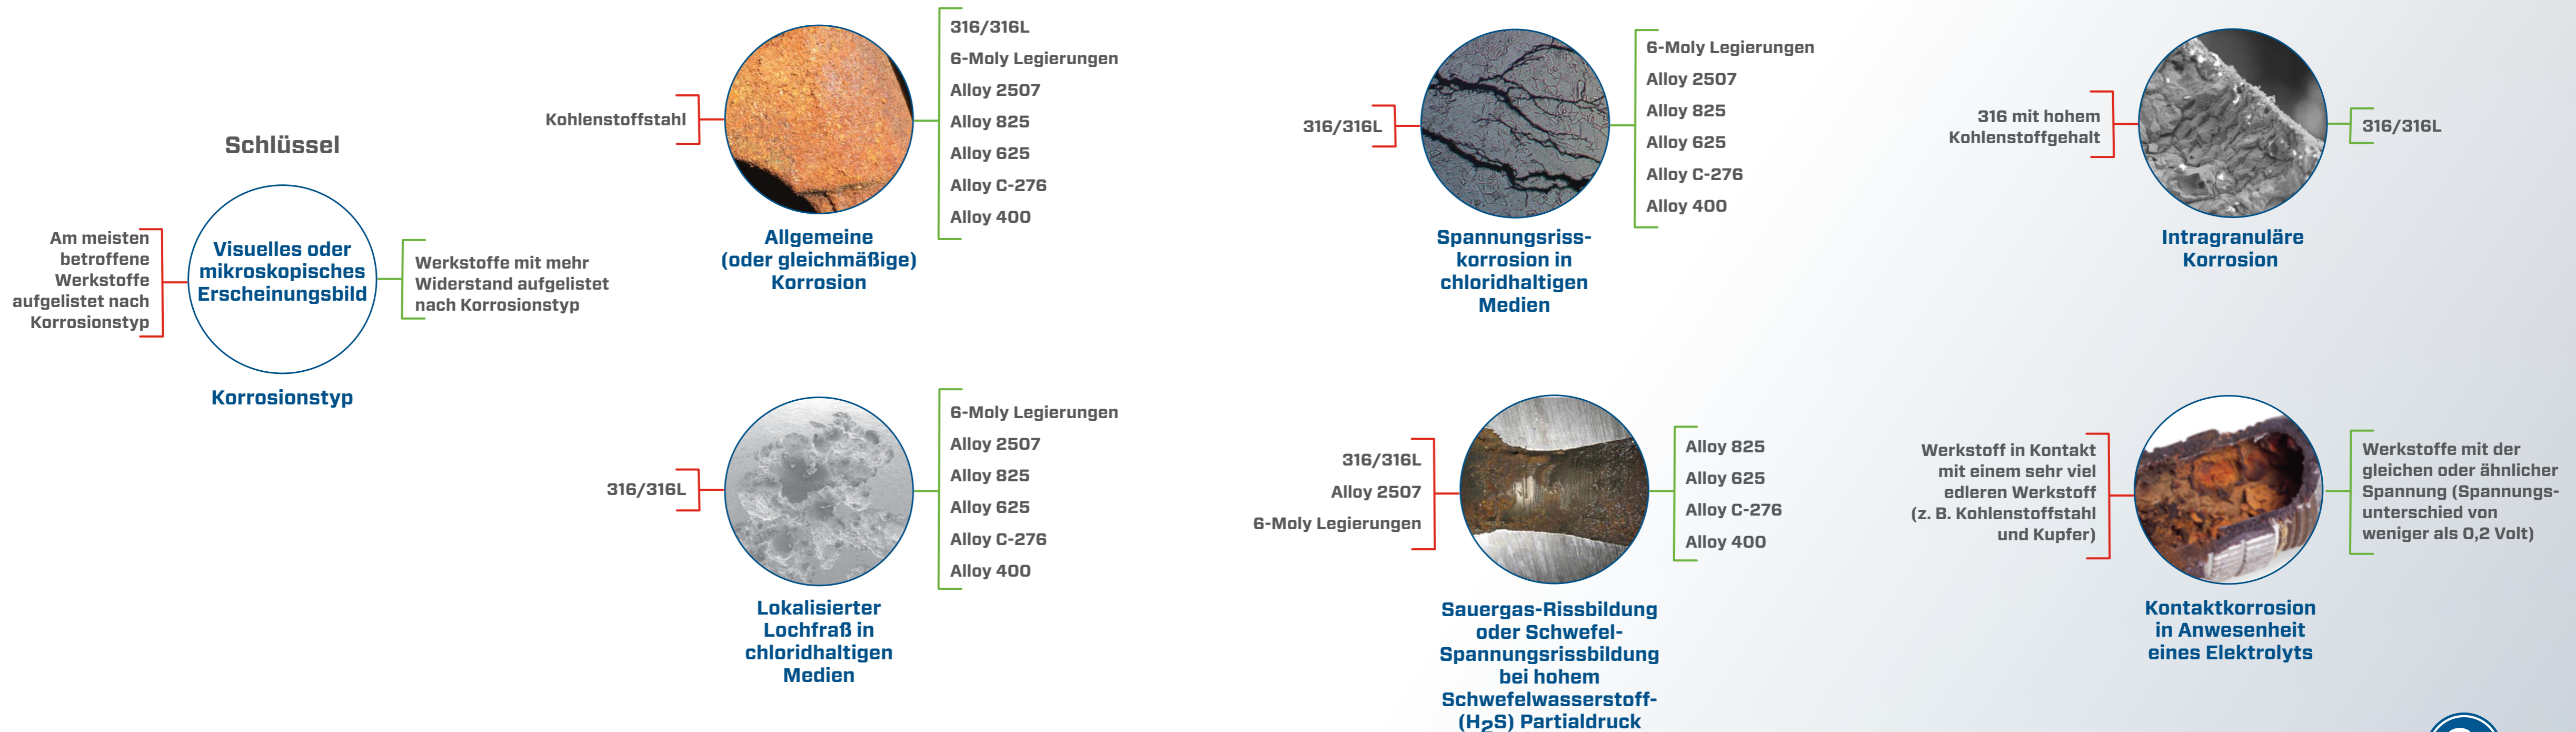 Schlüssel
Am meisten
betroffene
Werkstoffe
aufgelistet nach
Korrosionstyp
Visuelles oder
mikroskopisches
Erscheinungsbild
Werkstoffe mit mehr
Widerstand aufgelistet
nach Korrosionstyp
Korrosionstyp
Kohlenstoffstahl
316/316L
6-Moly Legierungen
Alloy 2507
Alloy 825
Alloy 625
Alloy C-276
Alloy 400
Allgemeine
(oder gleichmäßige)
Korrosion
316/316L
6-Moly Legierungen
Alloy 2507
Alloy 825
Alloy 625
Alloy C-276
Alloy 400
Spannungsriss-
korrosion in
chloridhaltigen
Medien
316 mit hohem
Kohlenstoffgehalt
316/316L
Intragranuläre
Korrosion
316/316L
6-Moly Legierungen
Alloy 2507
Alloy 825
Alloy 625
Alloy C-276
Alloy 400
Lokalisierter
Lochfraß in
chloridhaltigen
Medien
316/316L
Alloy 2507
6-Moly Legierungen
Alloy 825
Alloy 625
Alloy C-276
Alloy 400
Sauergas-Rissbildung
oder Schwefel-
Spannungsrissbildung
bei hohem
Schwefelwasserstoff-
(H2S) Partialdruck
Werkstoff in Kontakt
mit einem sehr viel
edleren Werkstoff
(z. B. Kohlenstoffstahl
und Kupfer)
Werkstoffe mit der
gleichen oder ähnlicher
Spannung (Spannungs-
unterschied von
weniger als 0,2 Volt)
Kontaktkorrosion
in Anwesenheit
eines Elektrolyts